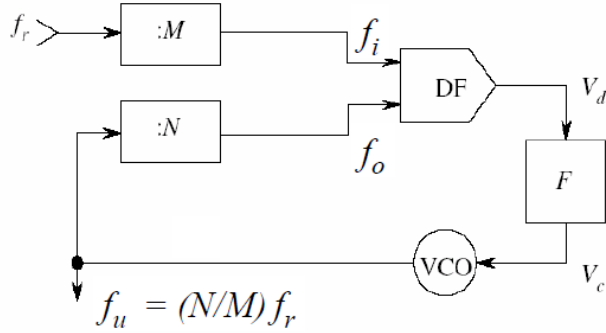 f_r
:M
f_i
DF
V_d
:N
f_o
F
VCO
V_c
f_u = (N/M) f_r